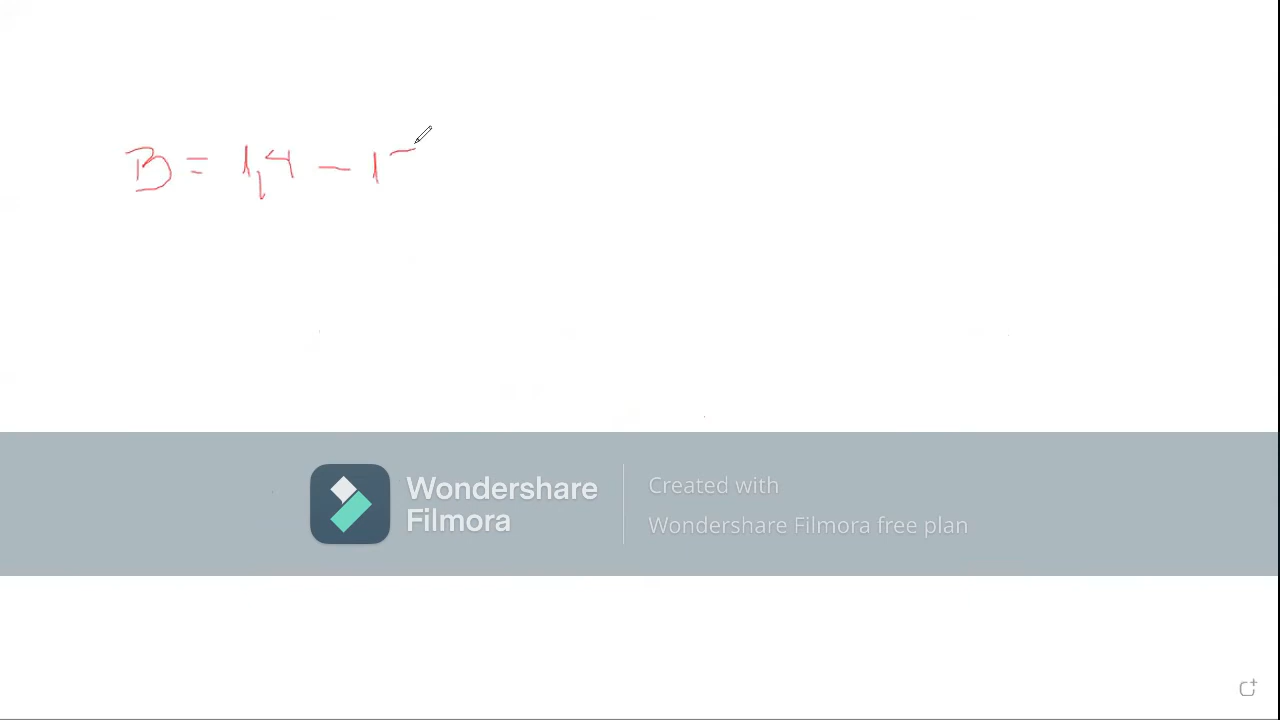 B = 1,4 – 1
Wondershare
Filmora
Created with
Wondershare Filmora free plan